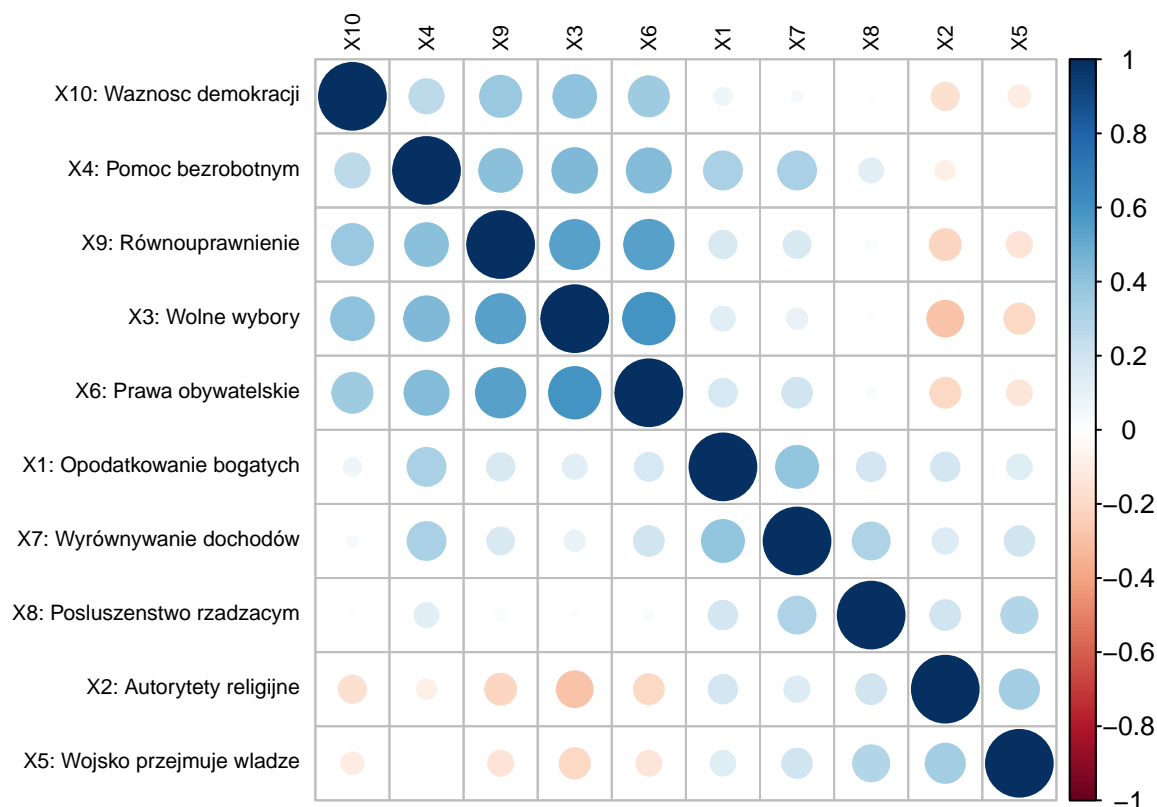 X10 X4 X9 X3 X6 X1 X7 X8 X2 X5
X10: Waznosc demokracji
X4: Pomoc bezrobotnym
X9: Równouprawnienie
X3: Wolne wybory
X6: Prawa obywatelskie
X1: Opodatkowanie bogatych
X7: Wyrównywanie dochodów
X8: Posluszenstwo rzadzacym
X2: Autorytety religijne
X5: Wojsko przejmuje wladze
1
0.8
0.6
0.4
0.2
0
−0.2
−0.4
−0.6
−0.8
−1